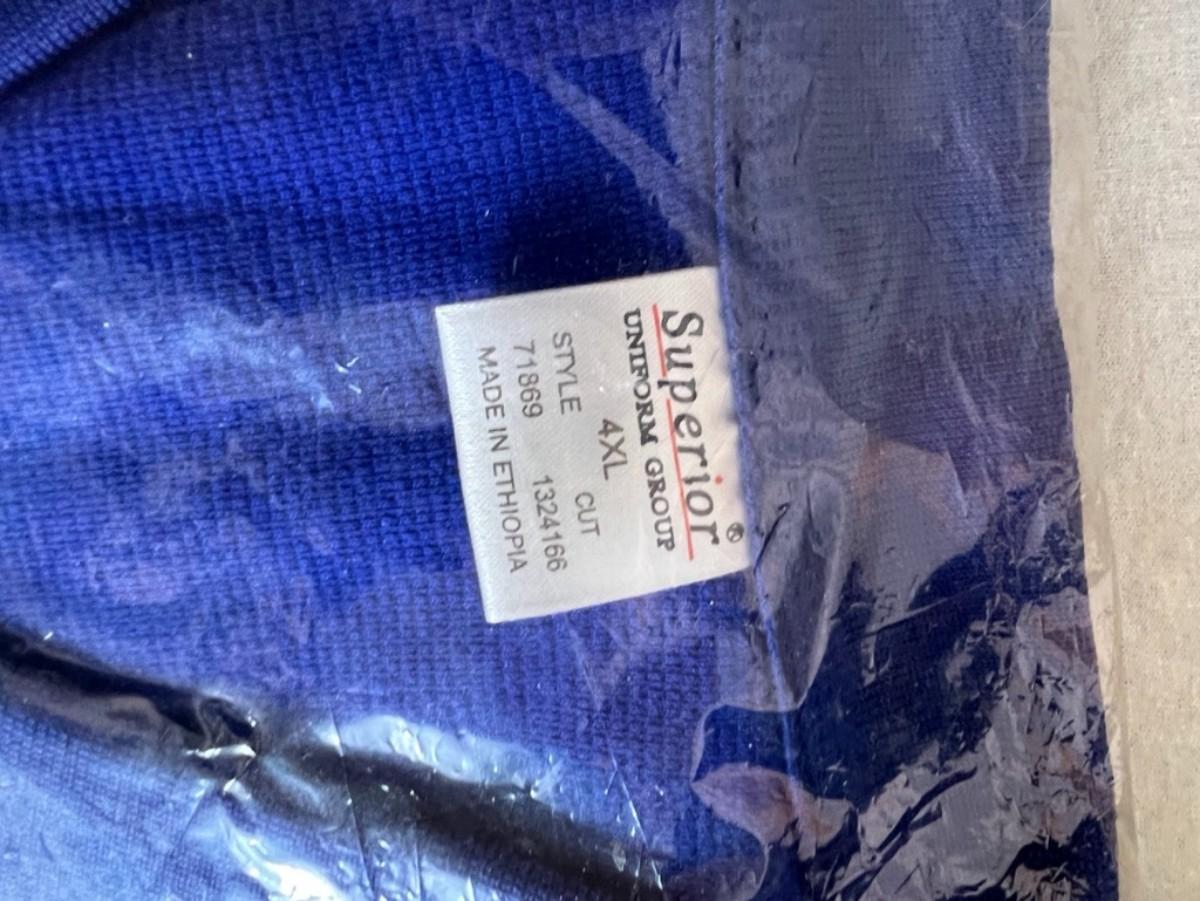 Superior®
UNIFORM GROUP
4XL
STYLE CUT
71869 1324166
MADE IN ETHIOPIA